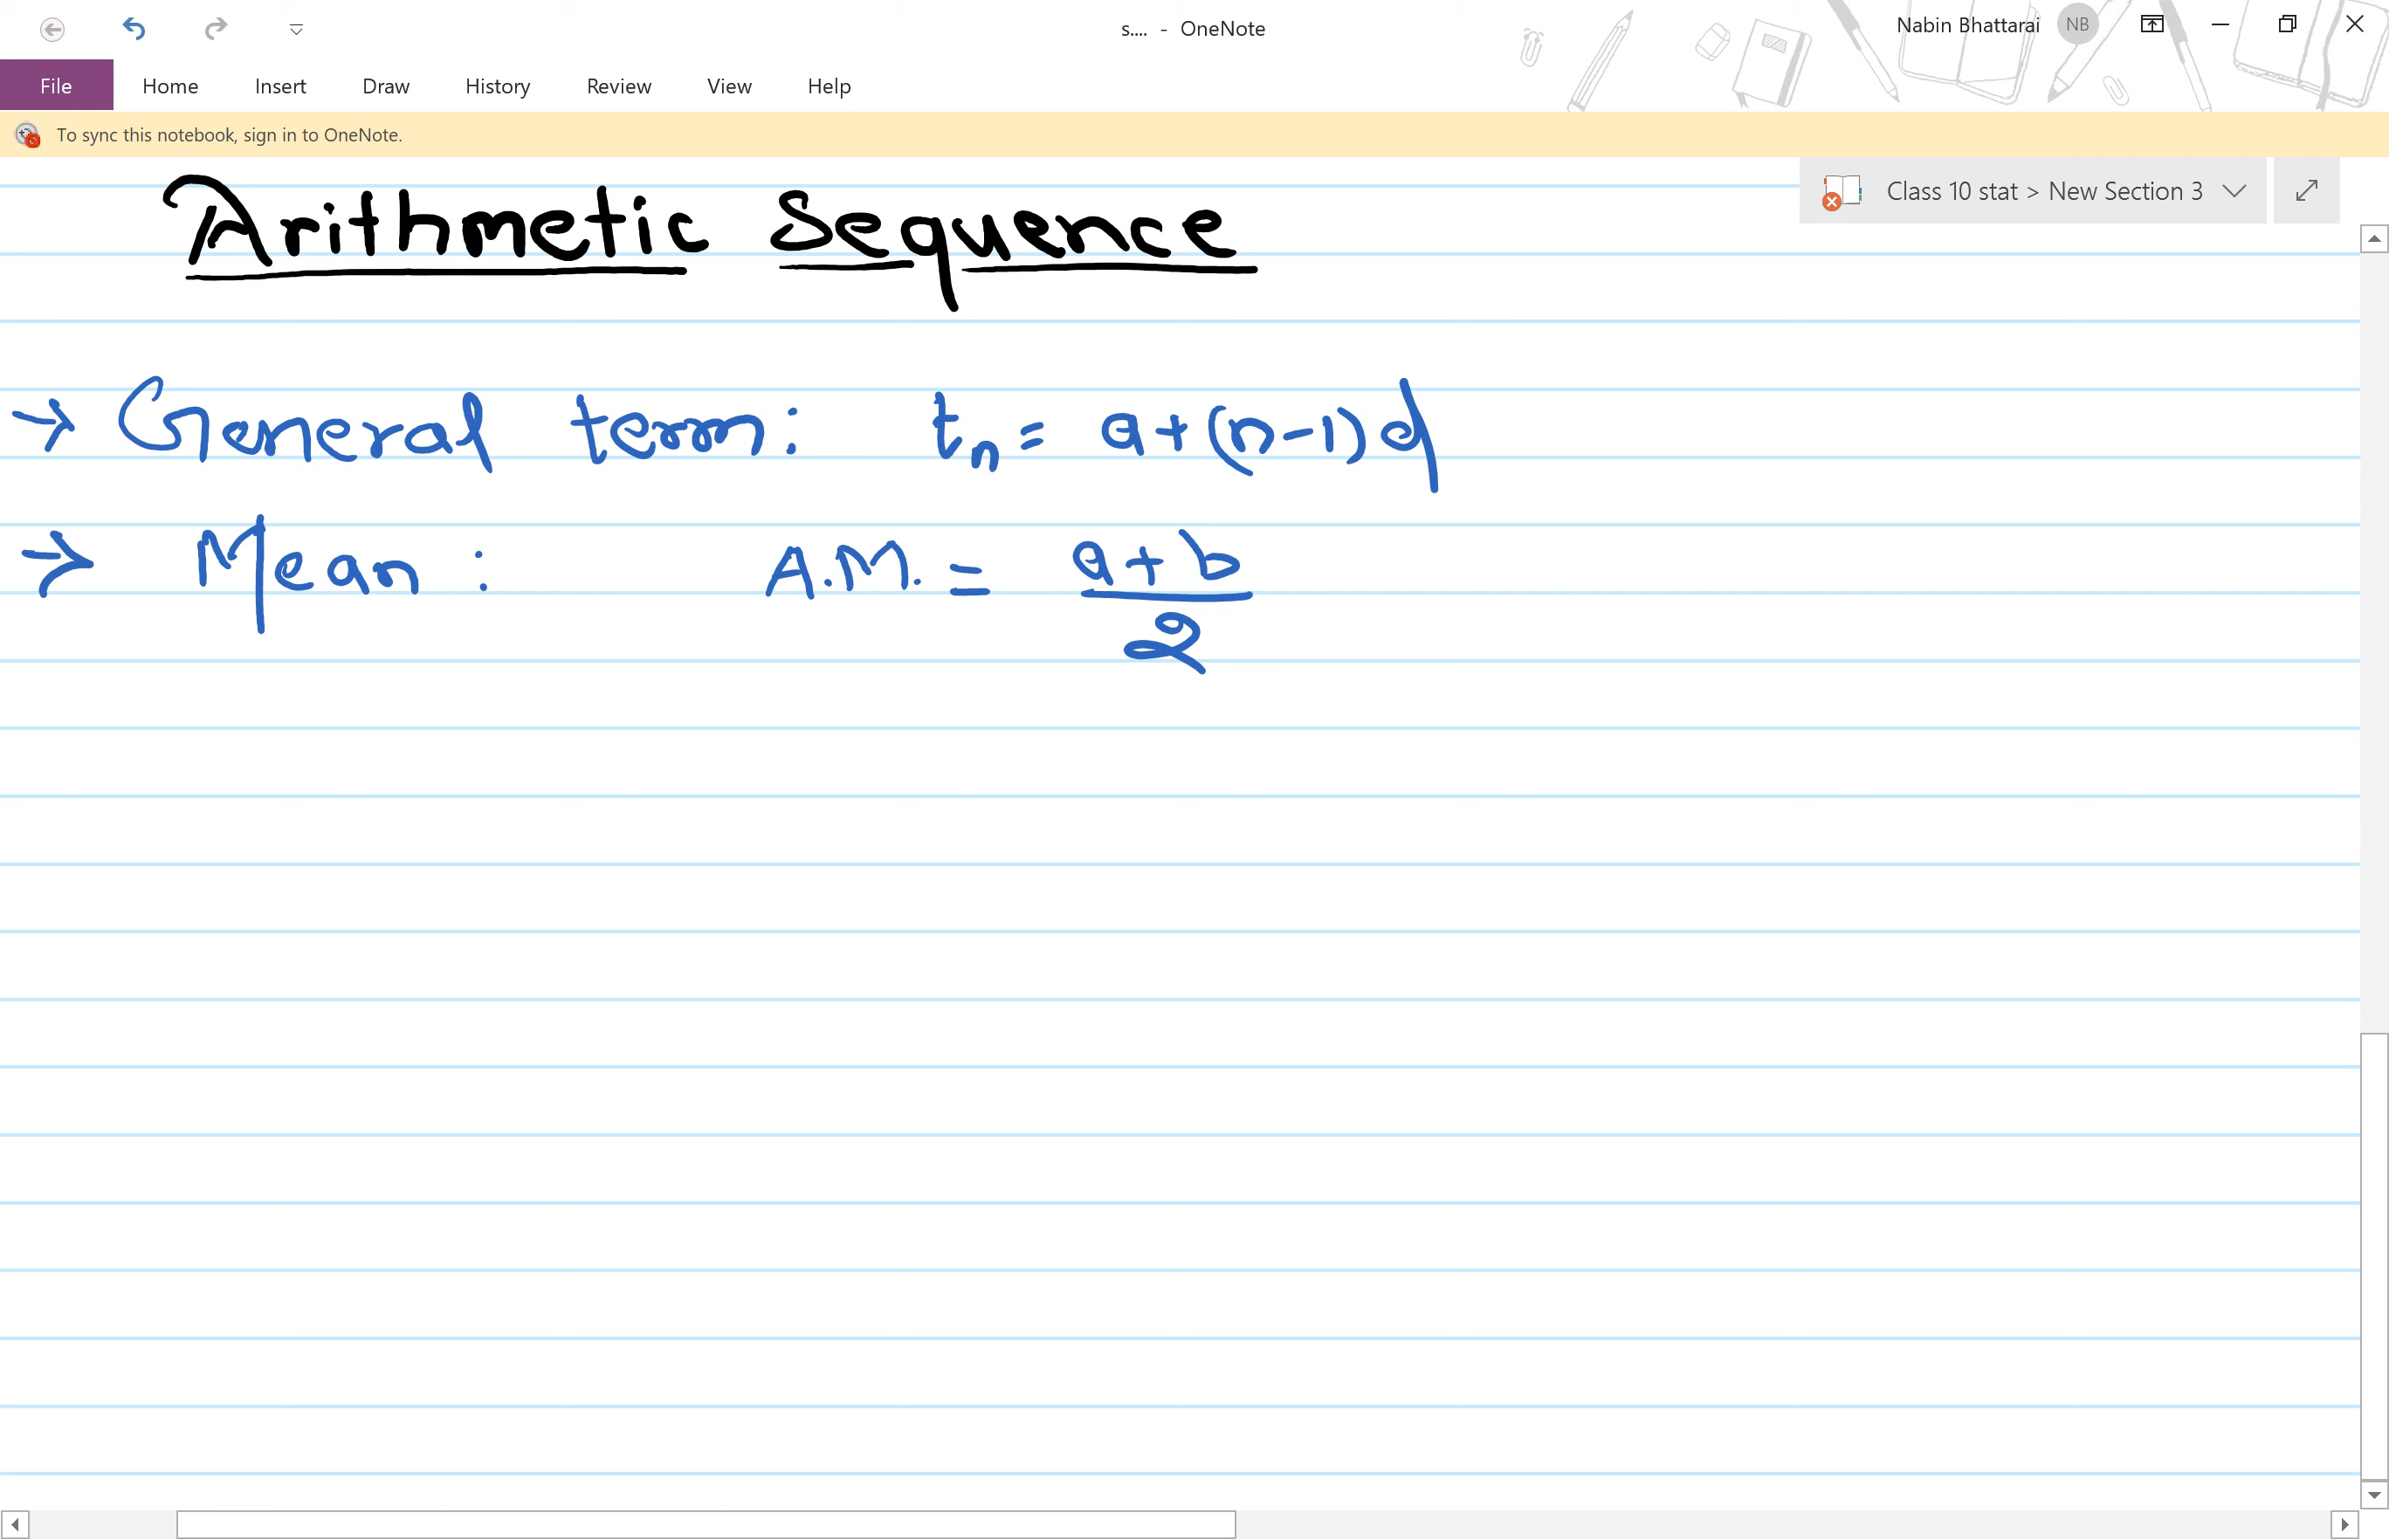 s.... - OneNote
Nabin Bhattarai NB
File Home Insert Draw History Review View Help
To sync this notebook, sign in to OneNote.
Class 10 stat > New Section 3
Arithmetic Sequence
→ General term: tₙ = a+(n-1)d
→ Mean : A.M. = (a+b)/2